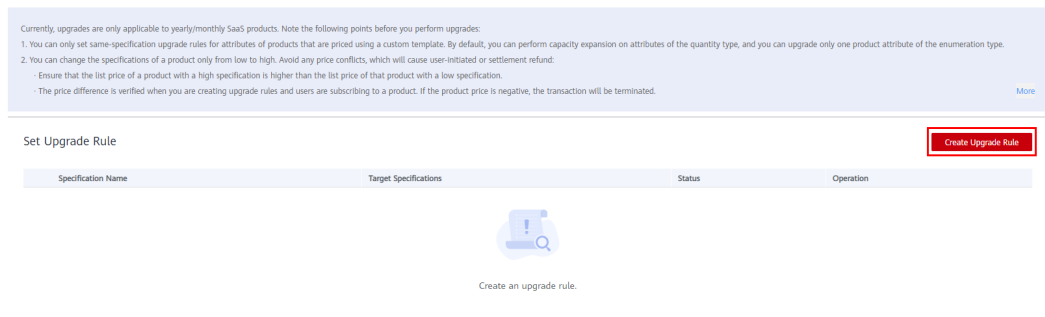 Currently, upgrades are only applicable to yearly/monthly SaaS products. Note the following points before you perform upgrades:
1. You can only set same-specification upgrade rules for attributes of products that are priced using a custom template. By default, you can perform capacity expansion on attributes of the quantity type, and you can upgrade only one product attribute of the enumeration type.
2. You can change the specifications of a product only from low to high. Avoid any price conflicts, which will cause user-initiated or settlement refund:
· Ensure that the list price of a product with a high specification is higher than the list price of that product with a low specification.
· The price difference is verified when you are creating upgrade rules and users are subscribing to a product. If the product price is negative, the transaction will be terminated.
More
Set Upgrade Rule
Create Upgrade Rule
Specification Name Target Specifications Status Operation
Create an upgrade rule.